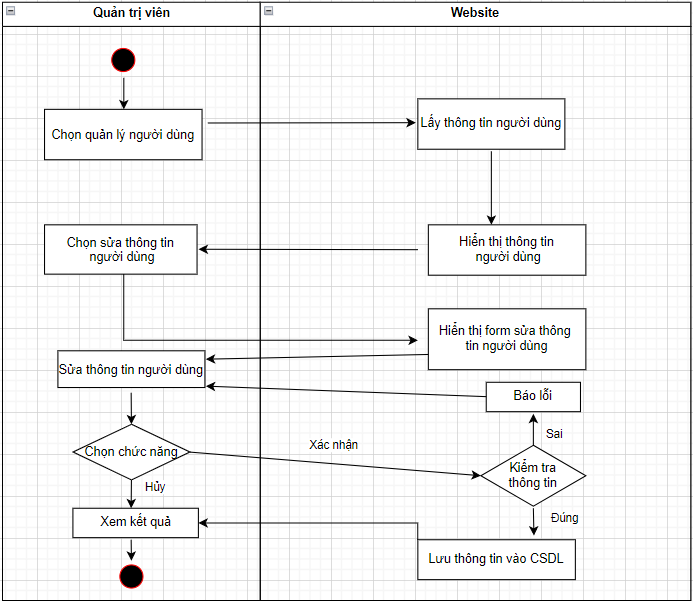 Quản trị viên
Website
Chọn quản lý người dùng
Lấy thông tin người dùng
Chọn sửa thông tin
người dùng
Hiển thị thông tin
người dùng
Hiển thị form sửa thông
tin người dùng
Sửa thông tin người dùng
Báo lỗi
Sai
Chọn chức năng
Xác nhận
Kiểm tra
thông tin
Hủy
Đúng
Xem kết quả
Lưu thông tin vào CSDL